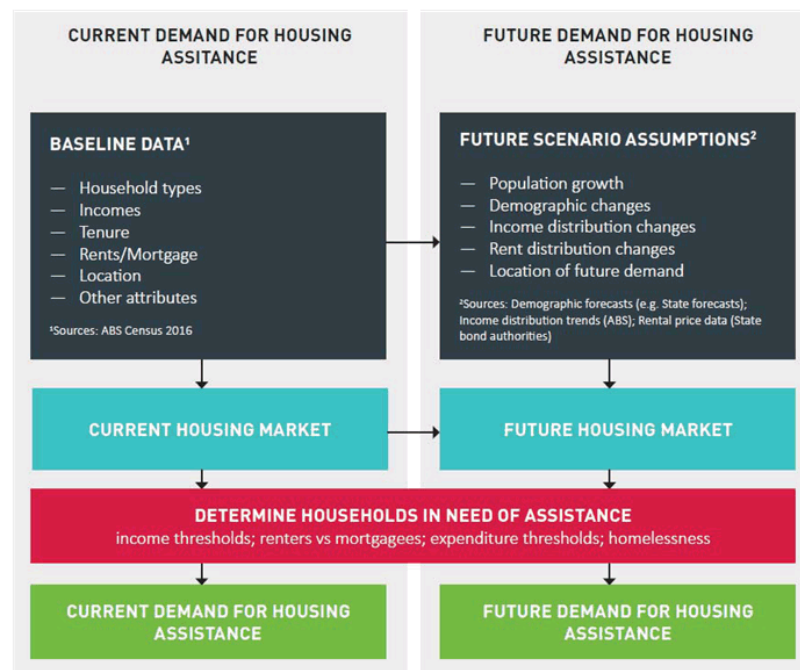 CURRENT DEMAND FOR HOUSING
ASSITANCE
FUTURE DEMAND FOR HOUSING
ASSISTANCE
BASELINE DATA¹
— Household types
— Incomes
— Tenure
— Rents/Mortgage
— Location
— Other attributes
¹Sources: ABS Census 2016
FUTURE SCENARIO ASSUMPTIONS²
— Population growth
— Demographic changes
— Income distribution changes
— Rent distribution changes
— Location of future demand
²Sources: Demographic forecasts (e.g. State forecasts);
Income distribution trends (ABS); Rental price data (State
bond authorities)
CURRENT HOUSING MARKET
FUTURE HOUSING MARKET
DETERMINE HOUSEHOLDS IN NEED OF ASSISTANCE
income thresholds; renters vs mortgagees; expenditure thresholds; homelessness
CURRENT DEMAND FOR HOUSING
ASSISTANCE
FUTURE DEMAND FOR HOUSING
ASSISTANCE